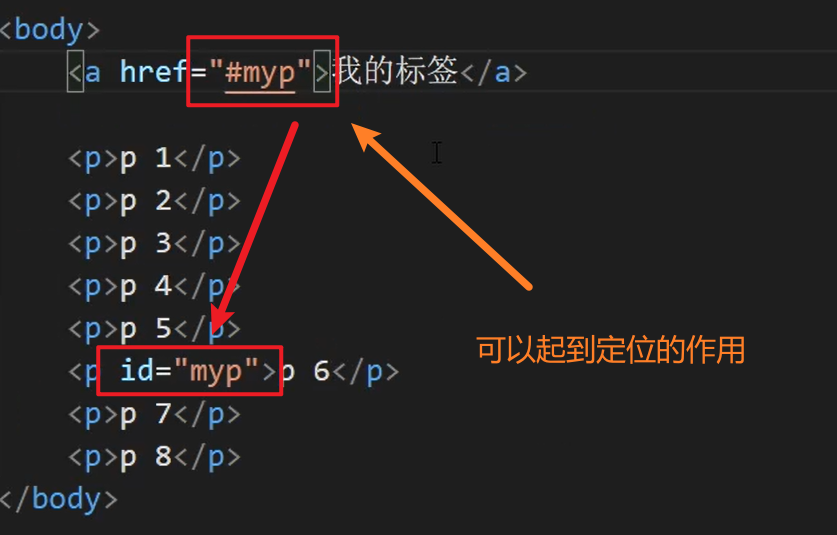 <body>
<a href="#myp">我的标签</a>
<p>p 1</p>
<p>p 2</p>
<p>p 3</p>
<p>p 4</p>
<p>p 5</p>
<p id="myp">p 6</p>
可以起到定位的作用
<p>p 7</p>
<p>p 8</p>
</body>